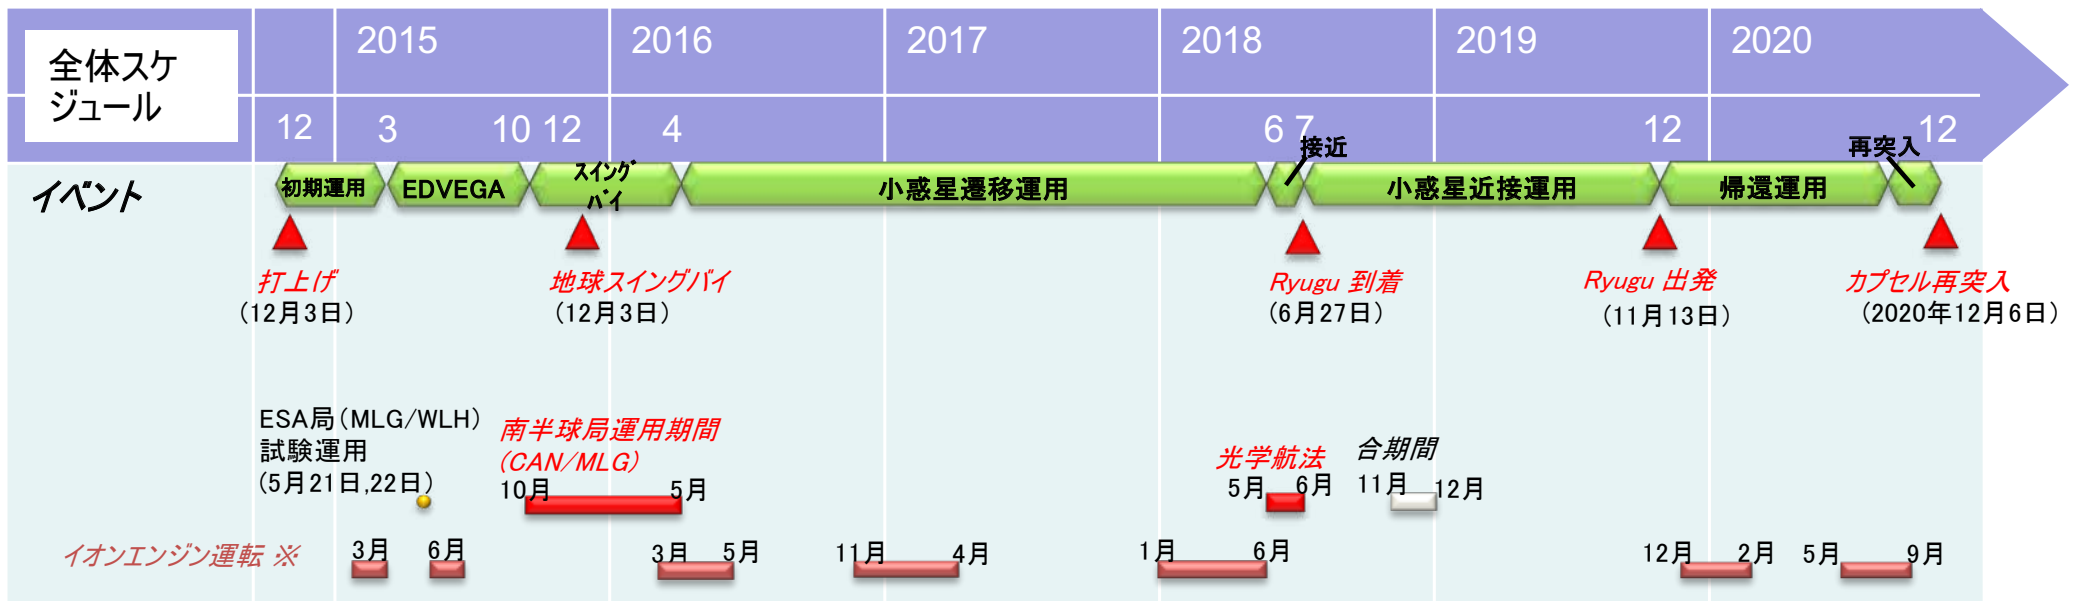 全体スケ
ジュール
2015 2016 2017 2018 2019 2020
12 3 10 12 4 6 7 12 12
イベント
初期運用 EDVEGA スイング
バイ 小惑星遷移運用 接近 小惑星近接運用 帰還運用 再突入
打上げ
(12月3日)
地球スイングバイ
(12月3日)
Ryugu 到着
(6月27日)
Ryugu 出発
(11月13日)
カプセル再突入
(2020年12月6日)
ESA局(MLG/WLH)
試験運用
(5月21日,22日)
南半球局運用期間
(CAN/MLG)
10月 5月
光学航法
5月 6月
合期間
11月 12月
イオンエンジン運転 ※
3月 6月 3月 5月 11月 4月 1月 6月 12月 2月 5月 9月